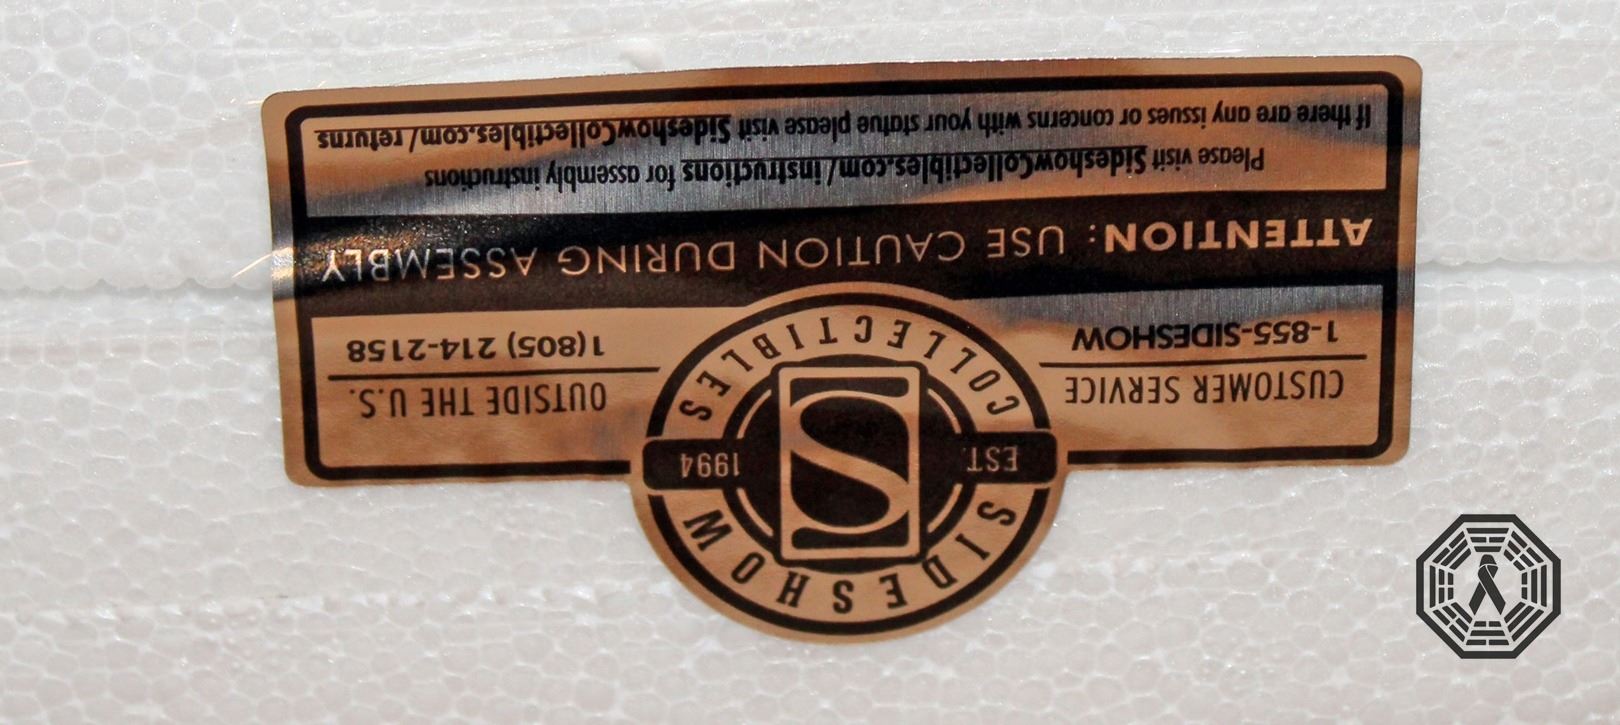 SIDESHOW
EST. 1994
COLLECTIBLES
CUSTOMER SERVICE
1-855-SIDESHOW
OUTSIDE THE U.S.
1(805) 214-2158
ATTENTION: USE CAUTION DURING ASSEMBLY
Please visit SideshowCollectibles.com/instructions for assembly instructions
If there are any issues or concerns with your statue please visit SideshowCollectibles.com/returns